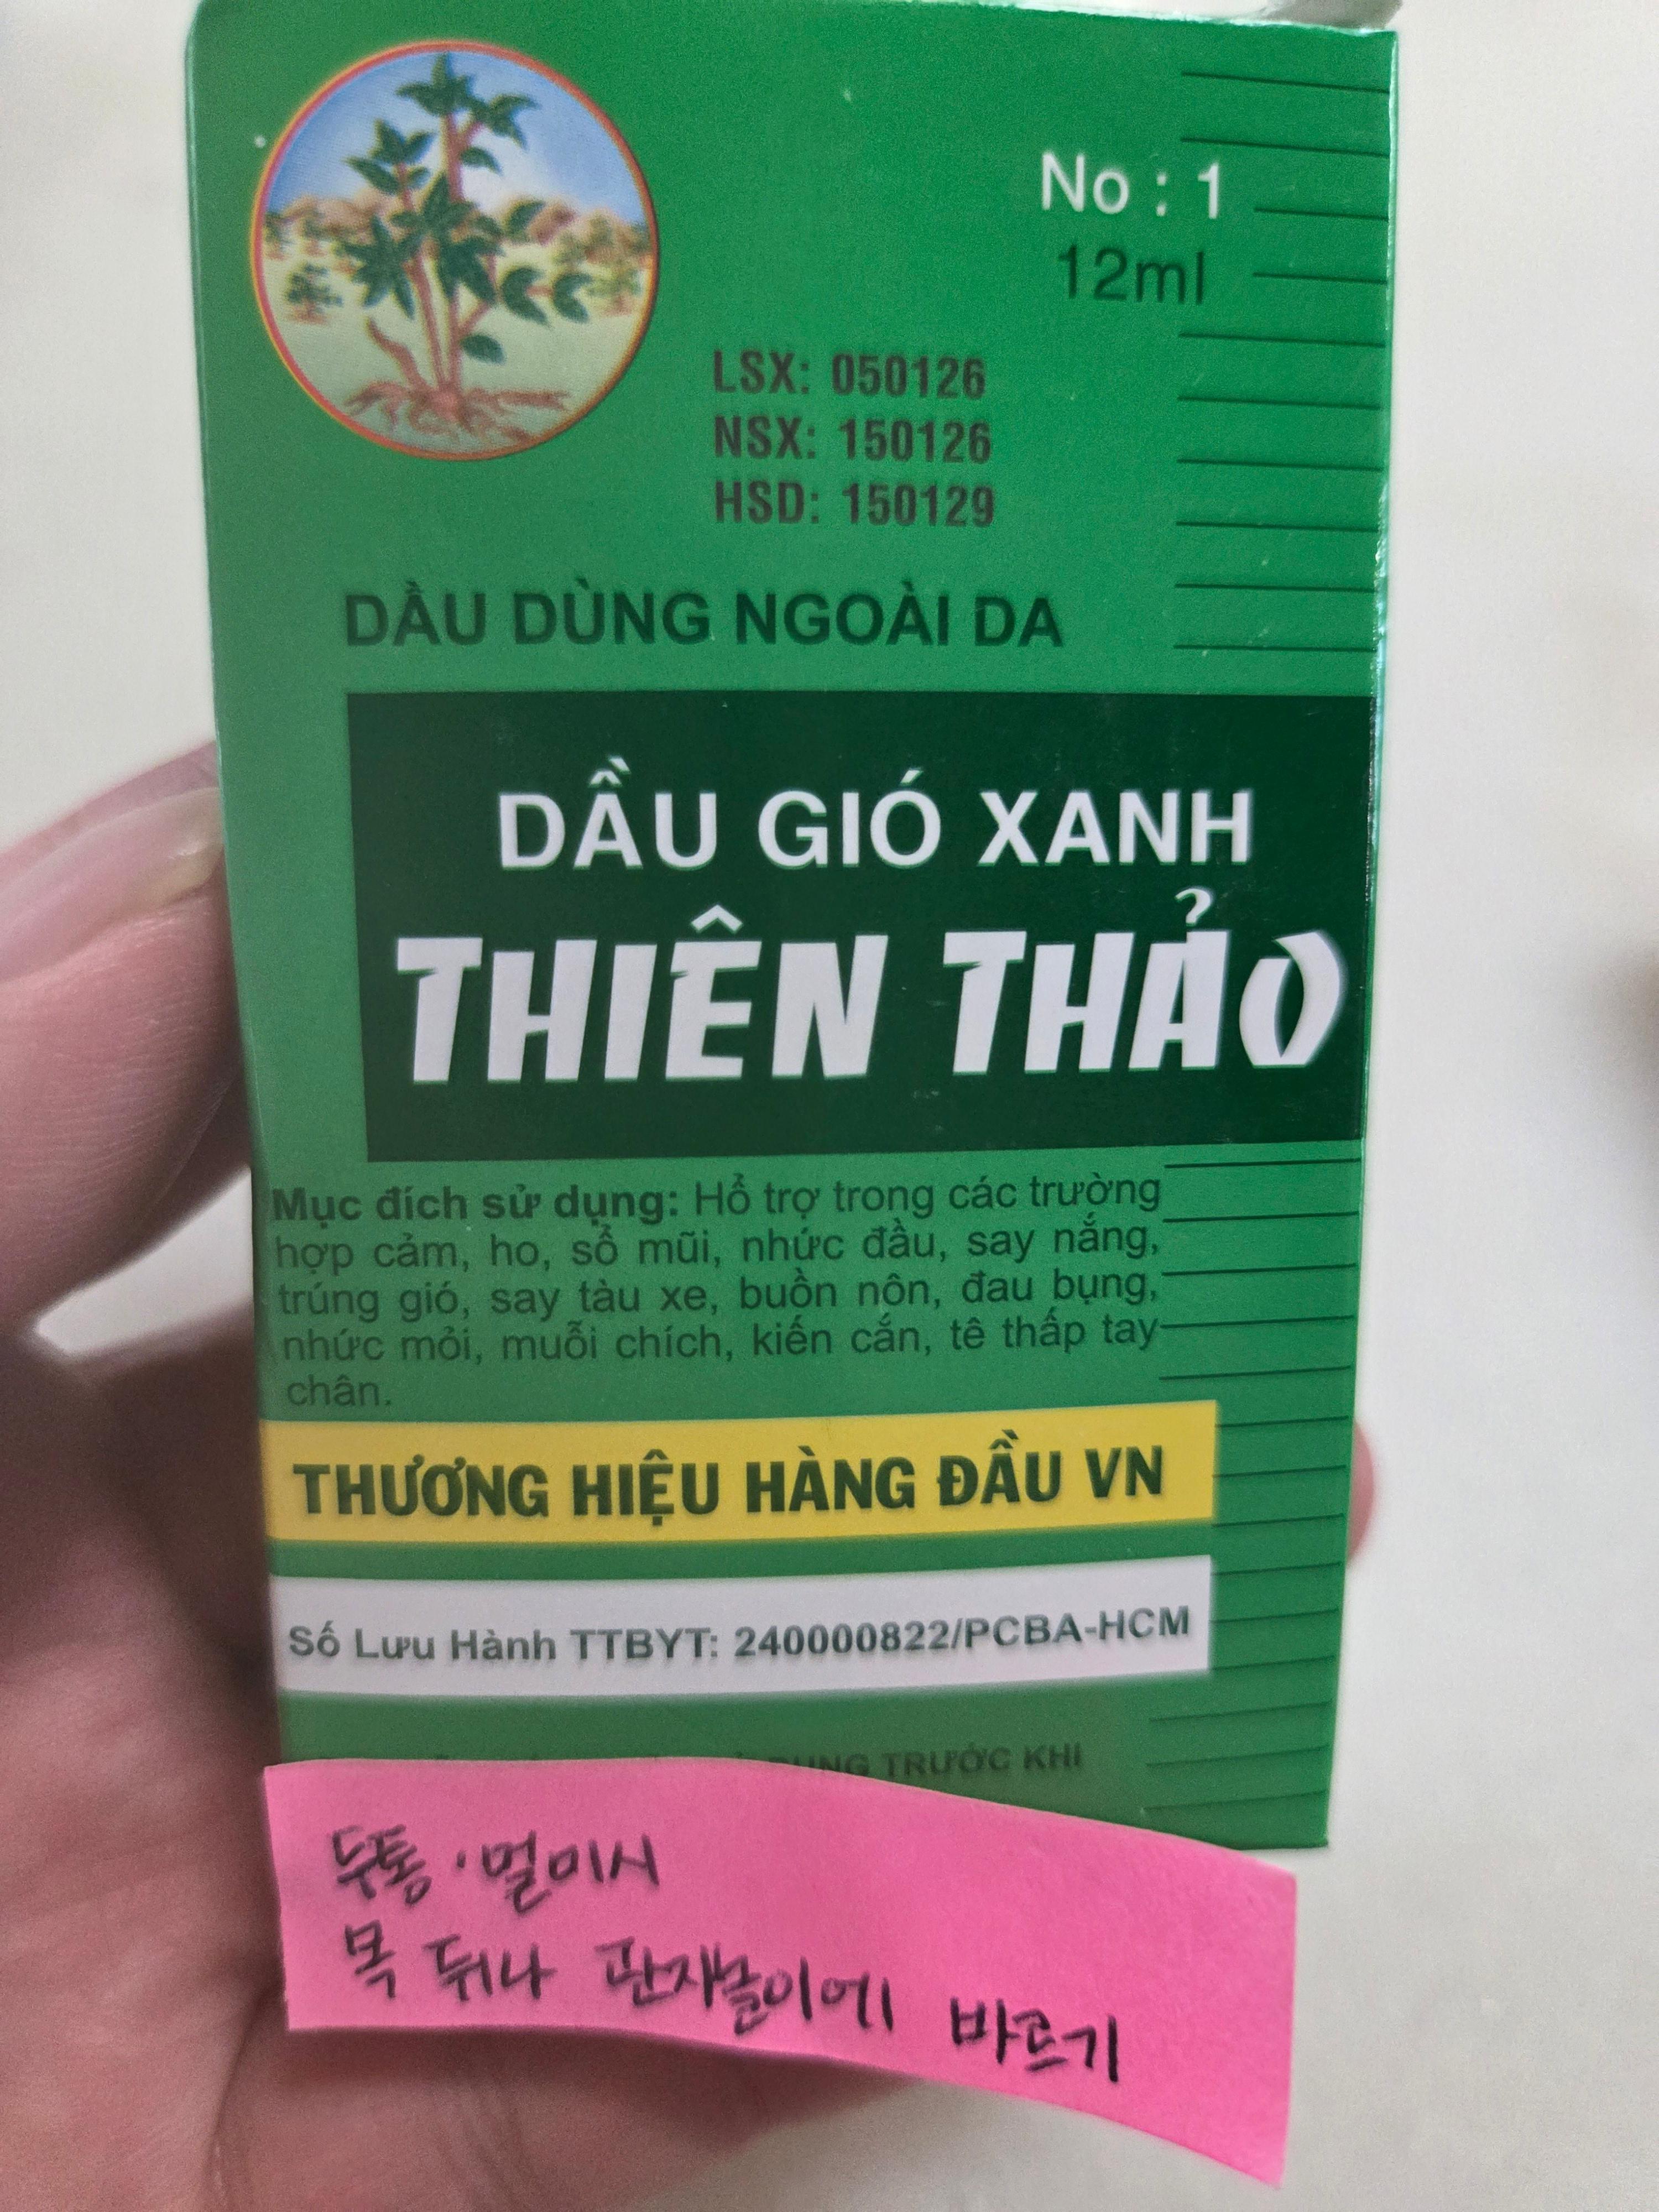 No : 1
12ml
LSX: 050126
NSX: 150126
HSD: 150129
DẦU DÙNG NGOÀI DA
DẦU GIÓ XANH
THIÊN THẢO
Mục đích sử dụng: Hỗ trợ trong các trường
hợp cảm, ho, sổ mũi, nhức đầu, say nắng,
trúng gió, say tàu xe, buồn nôn, đau bụng,
nhức mỏi, muỗi chích, kiến cắn, tê thấp tay
chân.
THƯƠNG HIỆU HÀNG ĐẦU VN
Số Lưu Hành TTBYT: 240000822/PCBA-HCM
TRƯỚC KHI
두통·멀미시
목 뒤나 관자놀이에 바르기